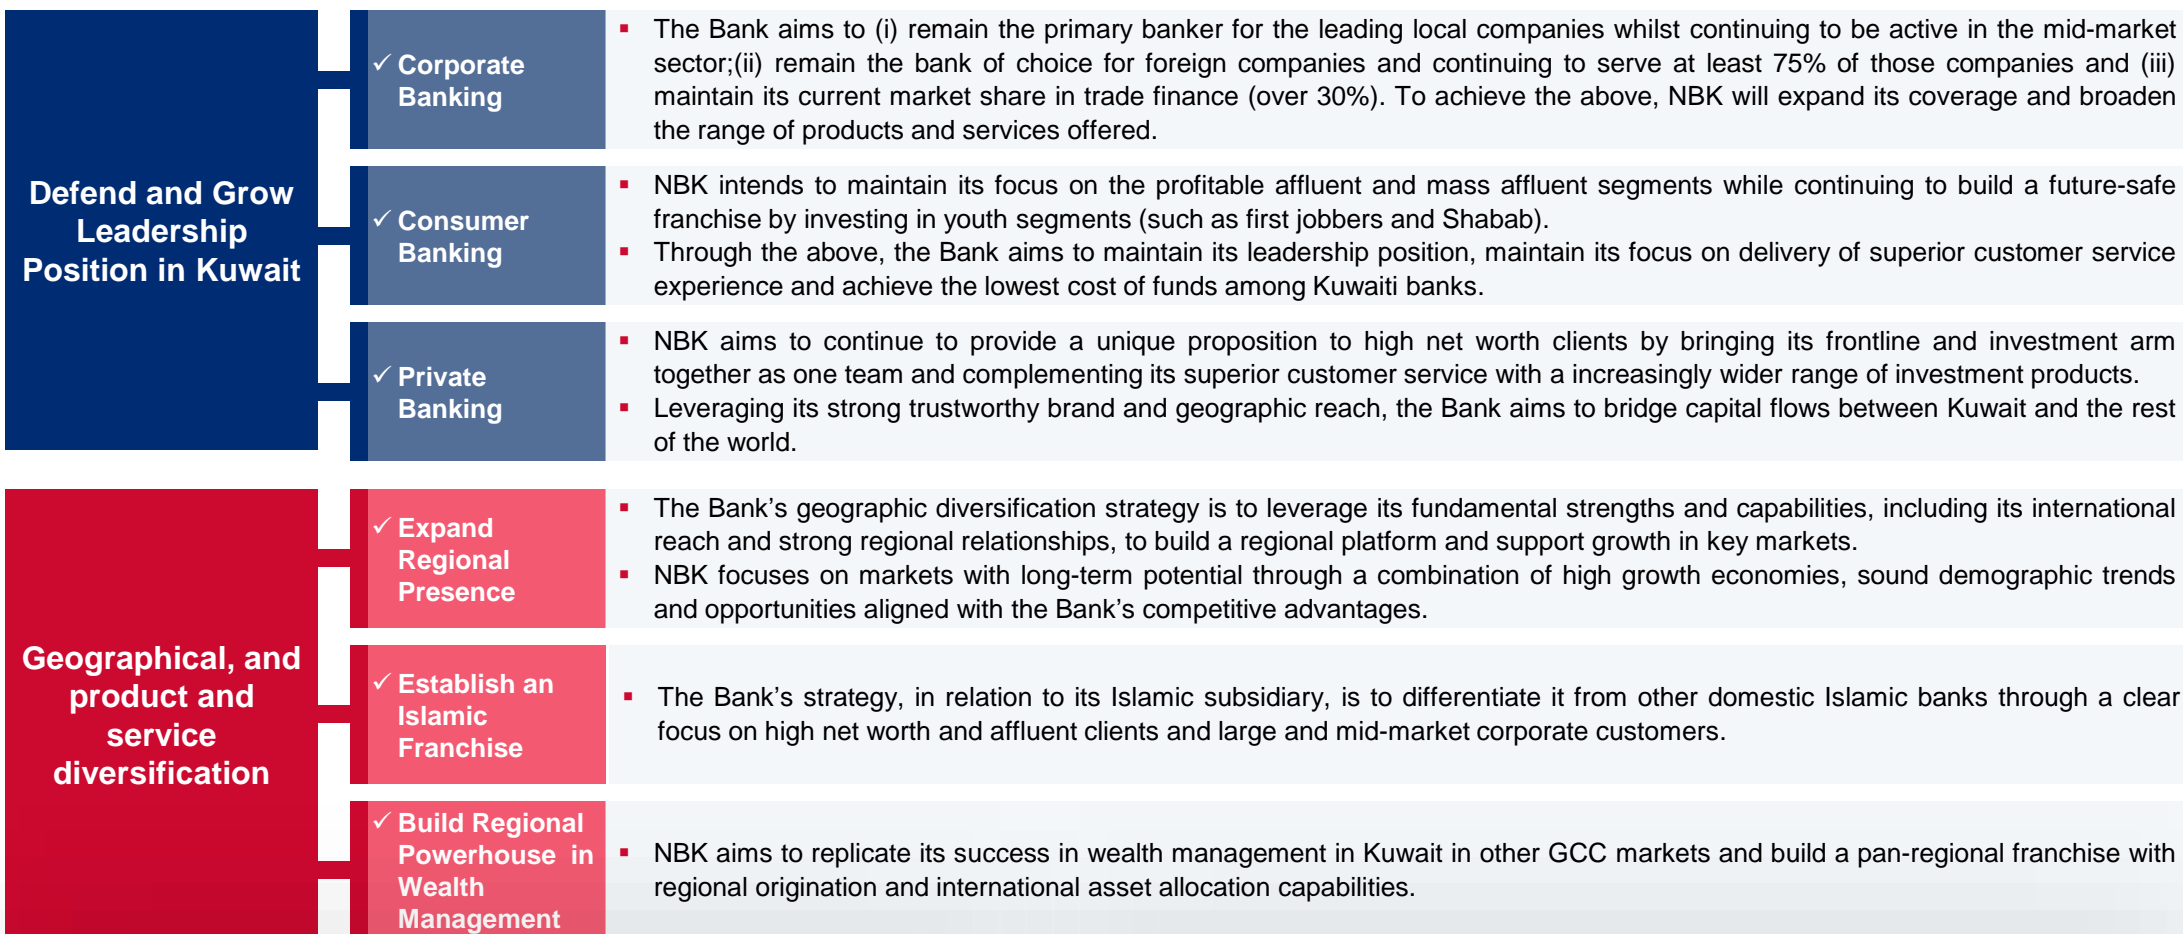 Defend and Grow
Leadership
Position in Kuwait
✓ Corporate
Banking
▪ The Bank aims to (i) remain the primary banker for the leading local companies whilst continuing to be active in the mid-market
sector;(ii) remain the bank of choice for foreign companies and continuing to serve at least 75% of those companies and (iii)
maintain its current market share in trade finance (over 30%). To achieve the above, NBK will expand its coverage and broaden
the range of products and services offered.
✓ Consumer
Banking
▪ NBK intends to maintain its focus on the profitable affluent and mass affluent segments while continuing to build a future-safe
franchise by investing in youth segments (such as first jobbers and Shabab).
▪ Through the above, the Bank aims to maintain its leadership position, maintain its focus on delivery of superior customer service
experience and achieve the lowest cost of funds among Kuwaiti banks.
✓ Private
Banking
▪ NBK aims to continue to provide a unique proposition to high net worth clients by bringing its frontline and investment arm
together as one team and complementing its superior customer service with a increasingly wider range of investment products.
▪ Leveraging its strong trustworthy brand and geographic reach, the Bank aims to bridge capital flows between Kuwait and the rest
of the world.
Geographical, and
product and
service
diversification
✓ Expand
Regional
Presence
▪ The Bank’s geographic diversification strategy is to leverage its fundamental strengths and capabilities, including its international
reach and strong regional relationships, to build a regional platform and support growth in key markets.
▪ NBK focuses on markets with long-term potential through a combination of high growth economies, sound demographic trends
and opportunities aligned with the Bank’s competitive advantages.
✓ Establish an
Islamic
Franchise
▪ The Bank’s strategy, in relation to its Islamic subsidiary, is to differentiate it from other domestic Islamic banks through a clear
focus on high net worth and affluent clients and large and mid-market corporate customers.
✓ Build Regional
Powerhouse in
Wealth
Management
▪ NBK aims to replicate its success in wealth management in Kuwait in other GCC markets and build a pan-regional franchise with
regional origination and international asset allocation capabilities.